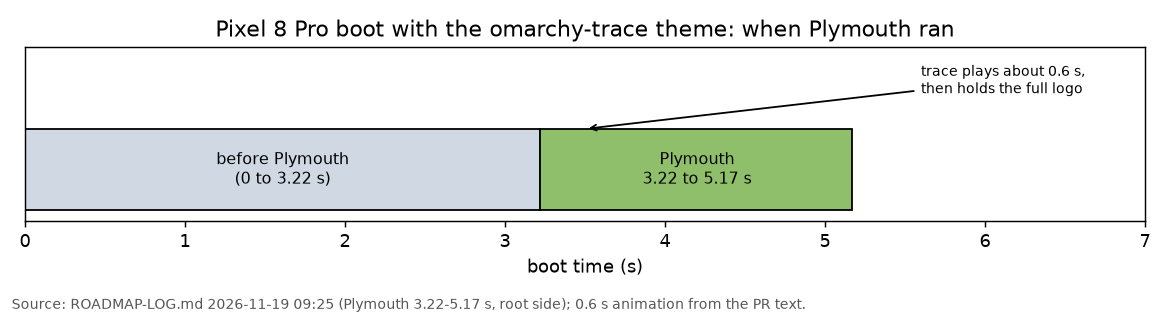 Pixel 8 Pro boot with the omarchy-trace theme: when Plymouth ran
trace plays about 0.6 s,
then holds the full logo
before Plymouth
(0 to 3.22 s)
Plymouth
3.22 to 5.17 s
0 1 2 3 4 5 6 7
boot time (s)
Source: ROADMAP-LOG.md 2026-11-19 09:25 (Plymouth 3.22-5.17 s, root side); 0.6 s animation from the PR text.